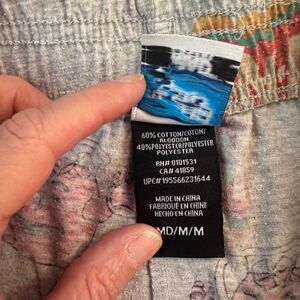 60% COTTON/COTON/
ALGODON
40%POLYESTER/POLYESTER
POLYESTER
RN# 0101531
CA# 41859
UPC# 195566231644
MADE IN CHINA
FABRIQUÉ EN CHINE
HECHO EN CHINA
MD/M/M